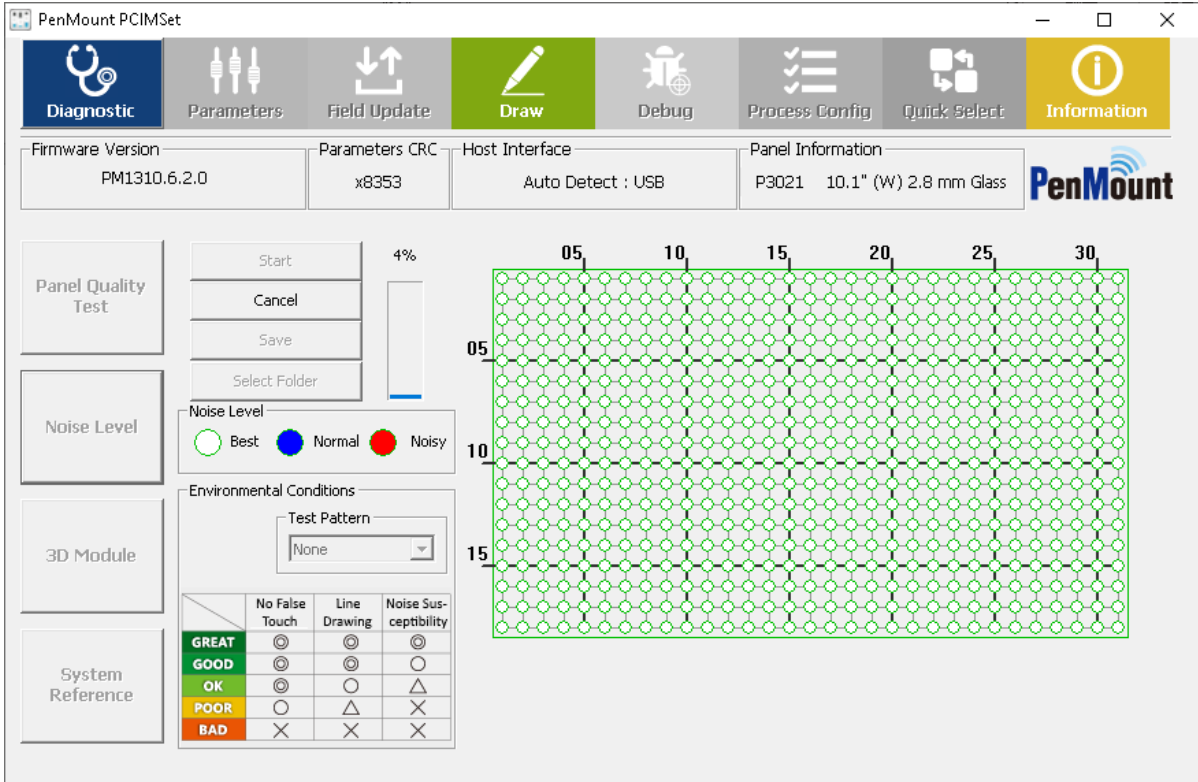 PenMount PCIMSet
Diagnostic Parameters Field Update Draw Debug Process Config Quick Select Information
Firmware Version
PM1310.6.2.0
Parameters CRC
x8353
Host Interface
Auto Detect : USB
Panel Information
P3021 10.1" (W) 2.8 mm Glass
PenMount
Panel Quality
Test
Noise Level
3D Module
System
Reference
Start
Cancel
Save
Select Folder
4%
Noise Level
Best Normal Noisy
Environmental Conditions
Test Pattern
None
No False
Touch
Line
Drawing
Noise Sus-
ceptibility
GREAT ◎ ◎ ◎
GOOD ◎ ◎ ○
OK ◎ ○ △
POOR ○ △ ✕
BAD ✕ ✕ ✕
05 10 15 20 25 30
05
10
15